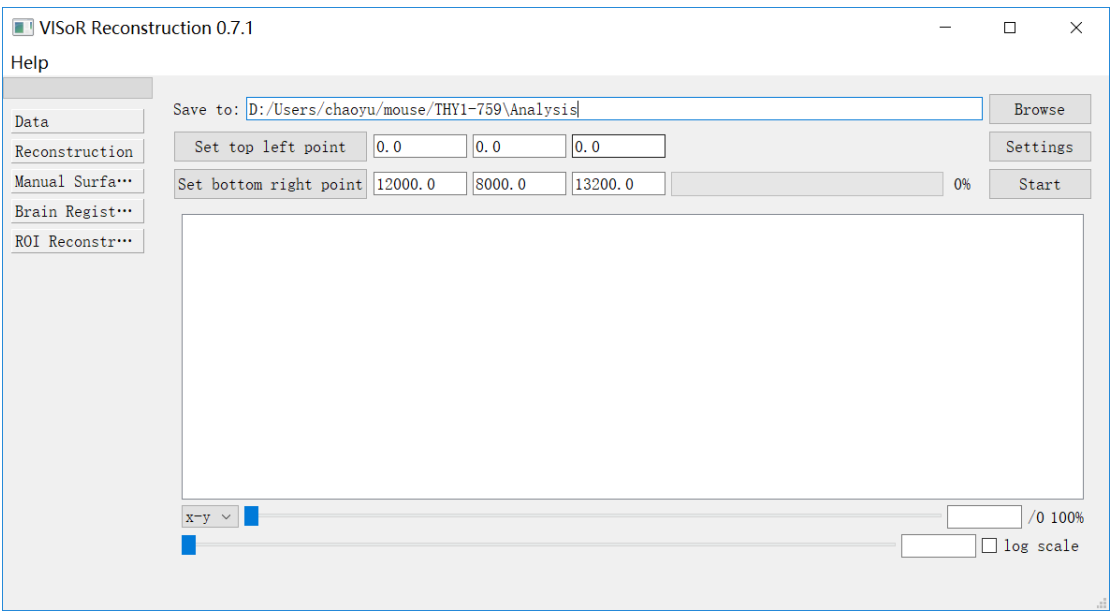 VISoR Reconstruction 0.7.1
Help
Data
Reconstruction
Manual Surfa···
Brain Regist···
ROI Reconstr···
Save to: D:/Users/chaoyu/mouse/THY1-759\Analysis Browse
Set top left point 0.0 0.0 0.0 Settings
Set bottom right point 12000.0 8000.0 13200.0 0% Start
x-y /0 100%
log scale